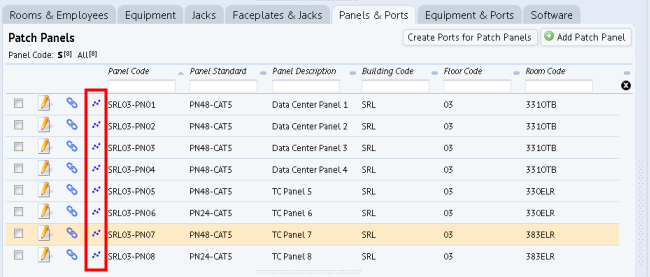 Rooms & Employees Equipment Jacks Faceplates & Jacks Panels & Ports Equipment & Ports Software
Patch Panels Create Ports for Patch Panels Add Patch Panel
Panel Code: S[8] All[8]
Panel Code Panel Standard Panel Description Building Code Floor Code Room Code
SRL03-PN01 PN48-CAT5 Data Center Panel 1 SRL 03 331OTB
SRL03-PN02 PN48-CAT5 Data Center Panel 2 SRL 03 331OTB
SRL03-PN03 PN48-CAT5 Data Center Panel 3 SRL 03 331OTB
SRL03-PN04 PN48-CAT5 Data Center Panel 4 SRL 03 331OTB
SRL03-PN05 PN48-CAT5 TC Panel 5 SRL 03 330ELR
SRL03-PN06 PN24-CAT5 TC Panel 6 SRL 03 330ELR
SRL03-PN07 PN48-CAT5 TC Panel 7 SRL 03 383ELR
SRL03-PN08 PN24-CAT5 TC Panel 8 SRL 03 383ELR